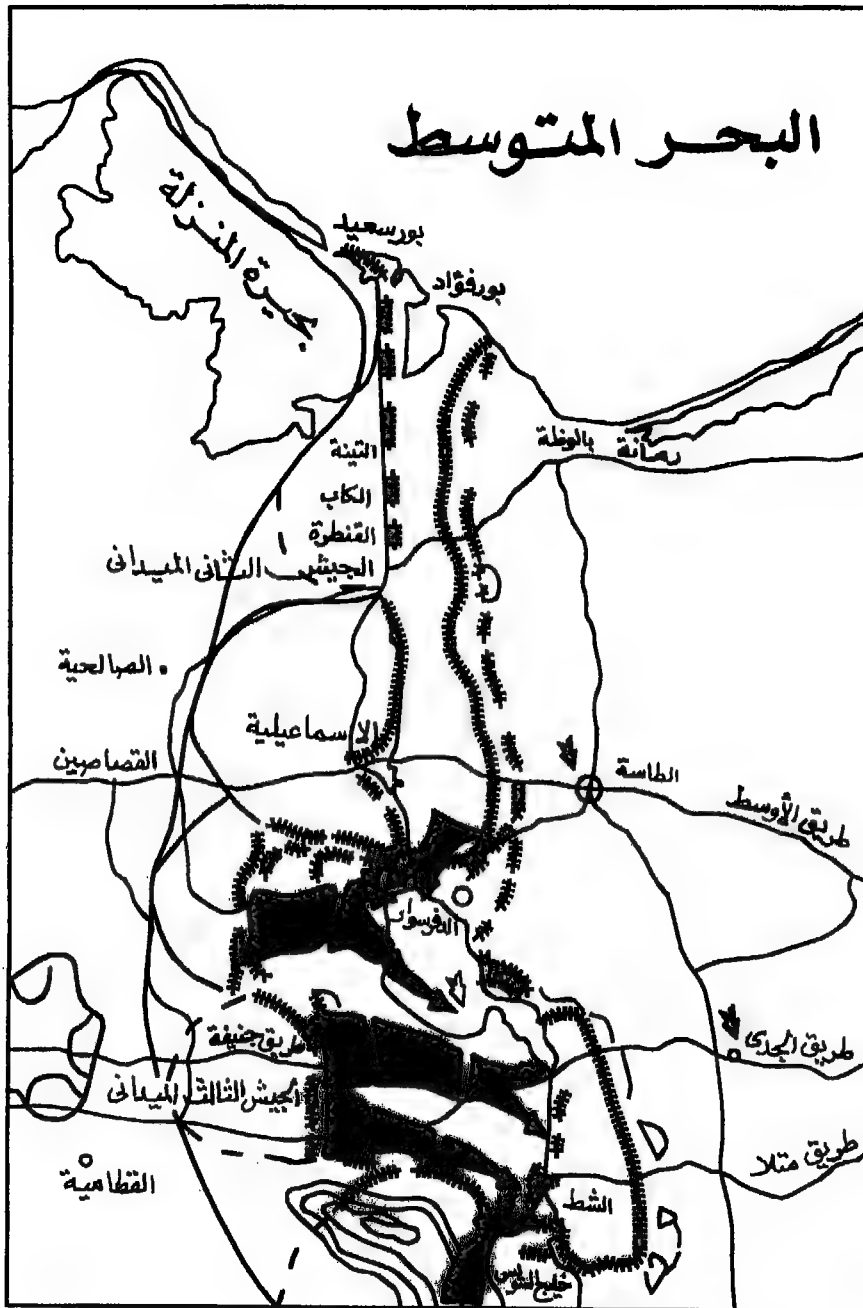 البحر المتوسط
بحيرة المنزلة
بورسعيد
بورفؤاد
رمانة
بالوظة
التينة
الكاب
القنطرة
الجيش الثانى الميدانى
الصالحية
الاسماعيلية
القصاصين
الطاسة
طريق الأوسط
الدفرسوار
طريق جنيفة
طريق الجدى
الجيش الثالث الميدانى
طريق متلا
القطامية
الشط
خليج السويس